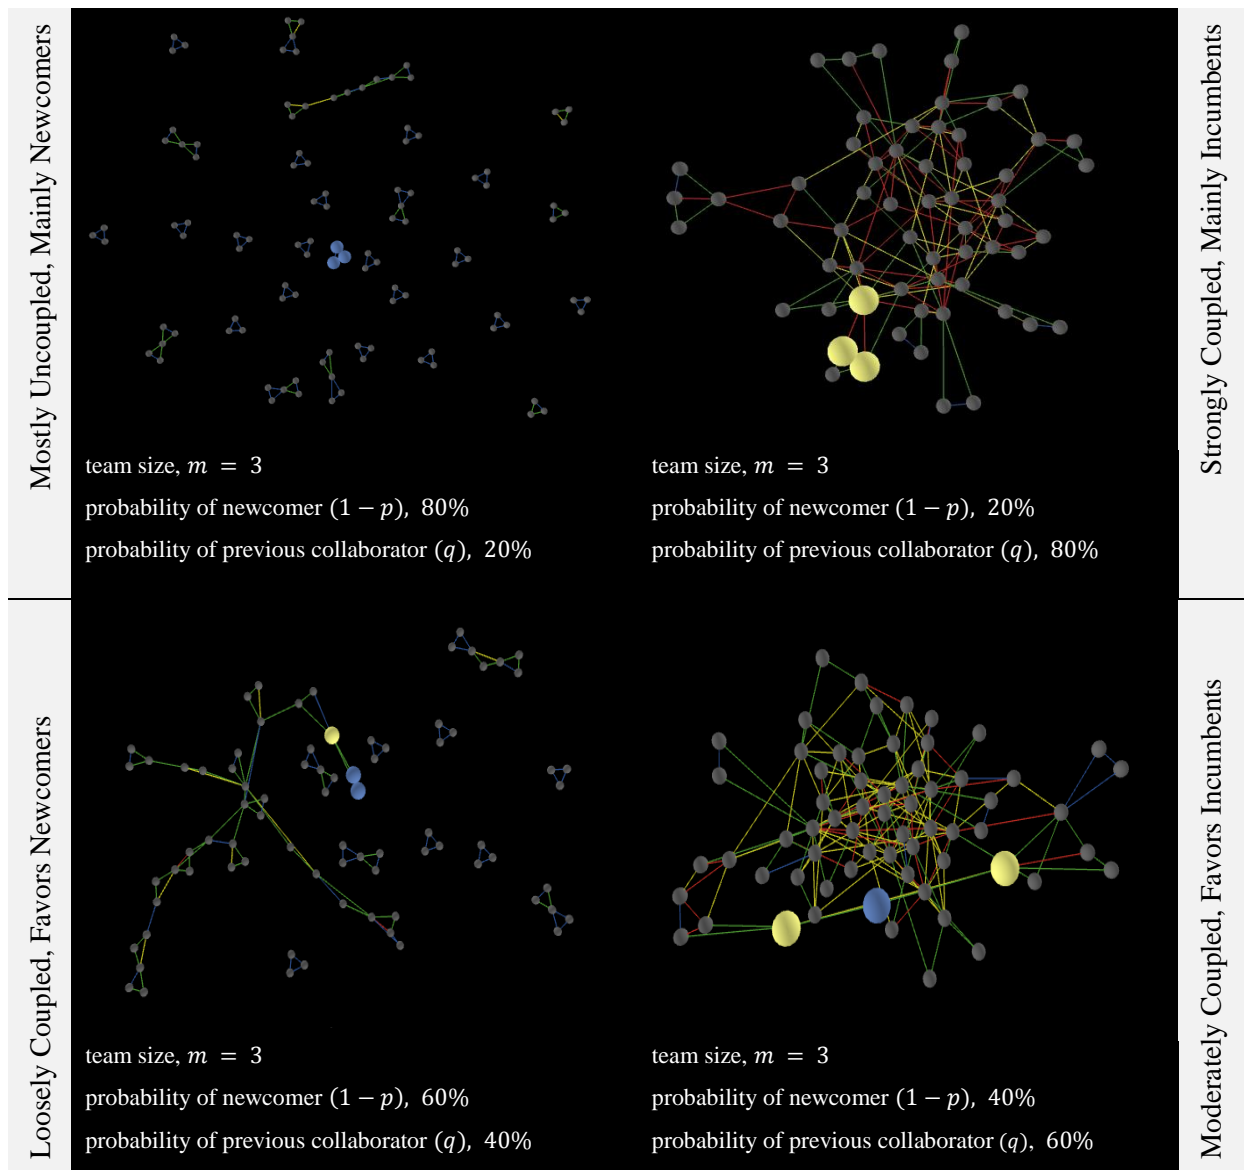 Mostly Uncoupled, Mainly Newcomers
team size, m = 3
probability of newcomer (1 − p), 80%
probability of previous collaborator (q), 20%
team size, m = 3
probability of newcomer (1 − p), 20%
probability of previous collaborator (q), 80%
Strongly Coupled, Mainly Incumbents
Loosely Coupled, Favors Newcomers
team size, m = 3
probability of newcomer (1 − p), 60%
probability of previous collaborator (q), 40%
team size, m = 3
probability of newcomer (1 − p), 40%
probability of previous collaborator (q), 60%
Moderately Coupled, Favors Incumbents